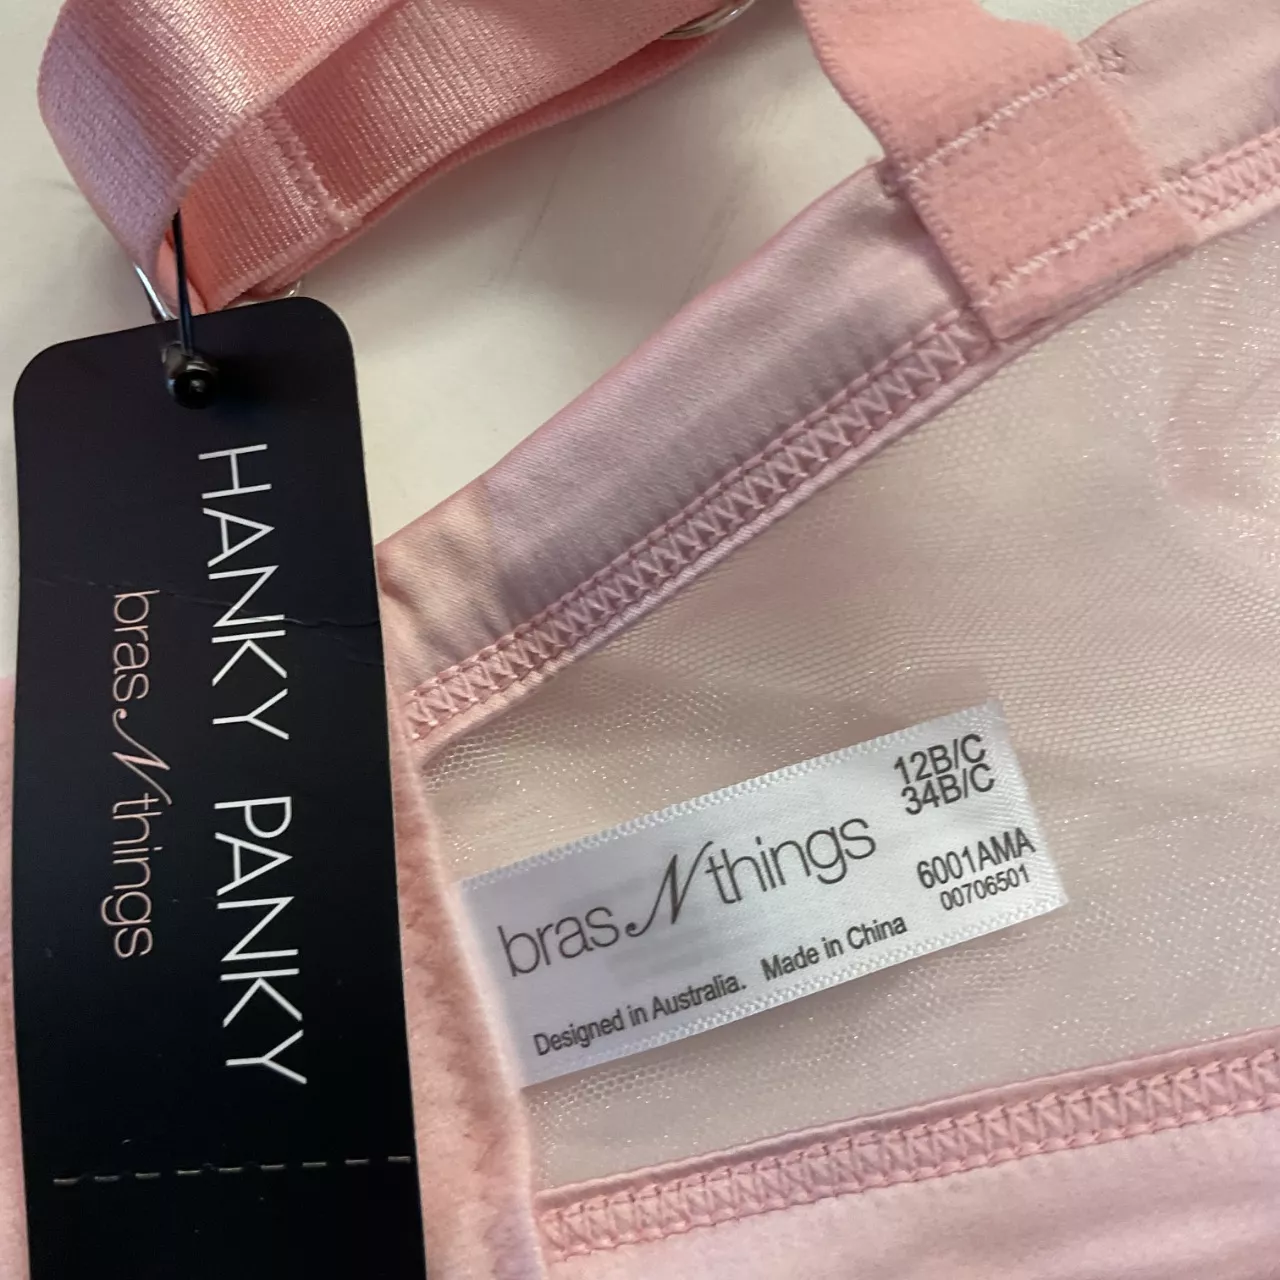 HANKY PANKY
bras N things
12B/C
34B/C
bras N things
6001AMA
00706501
Designed in Australia. Made in China